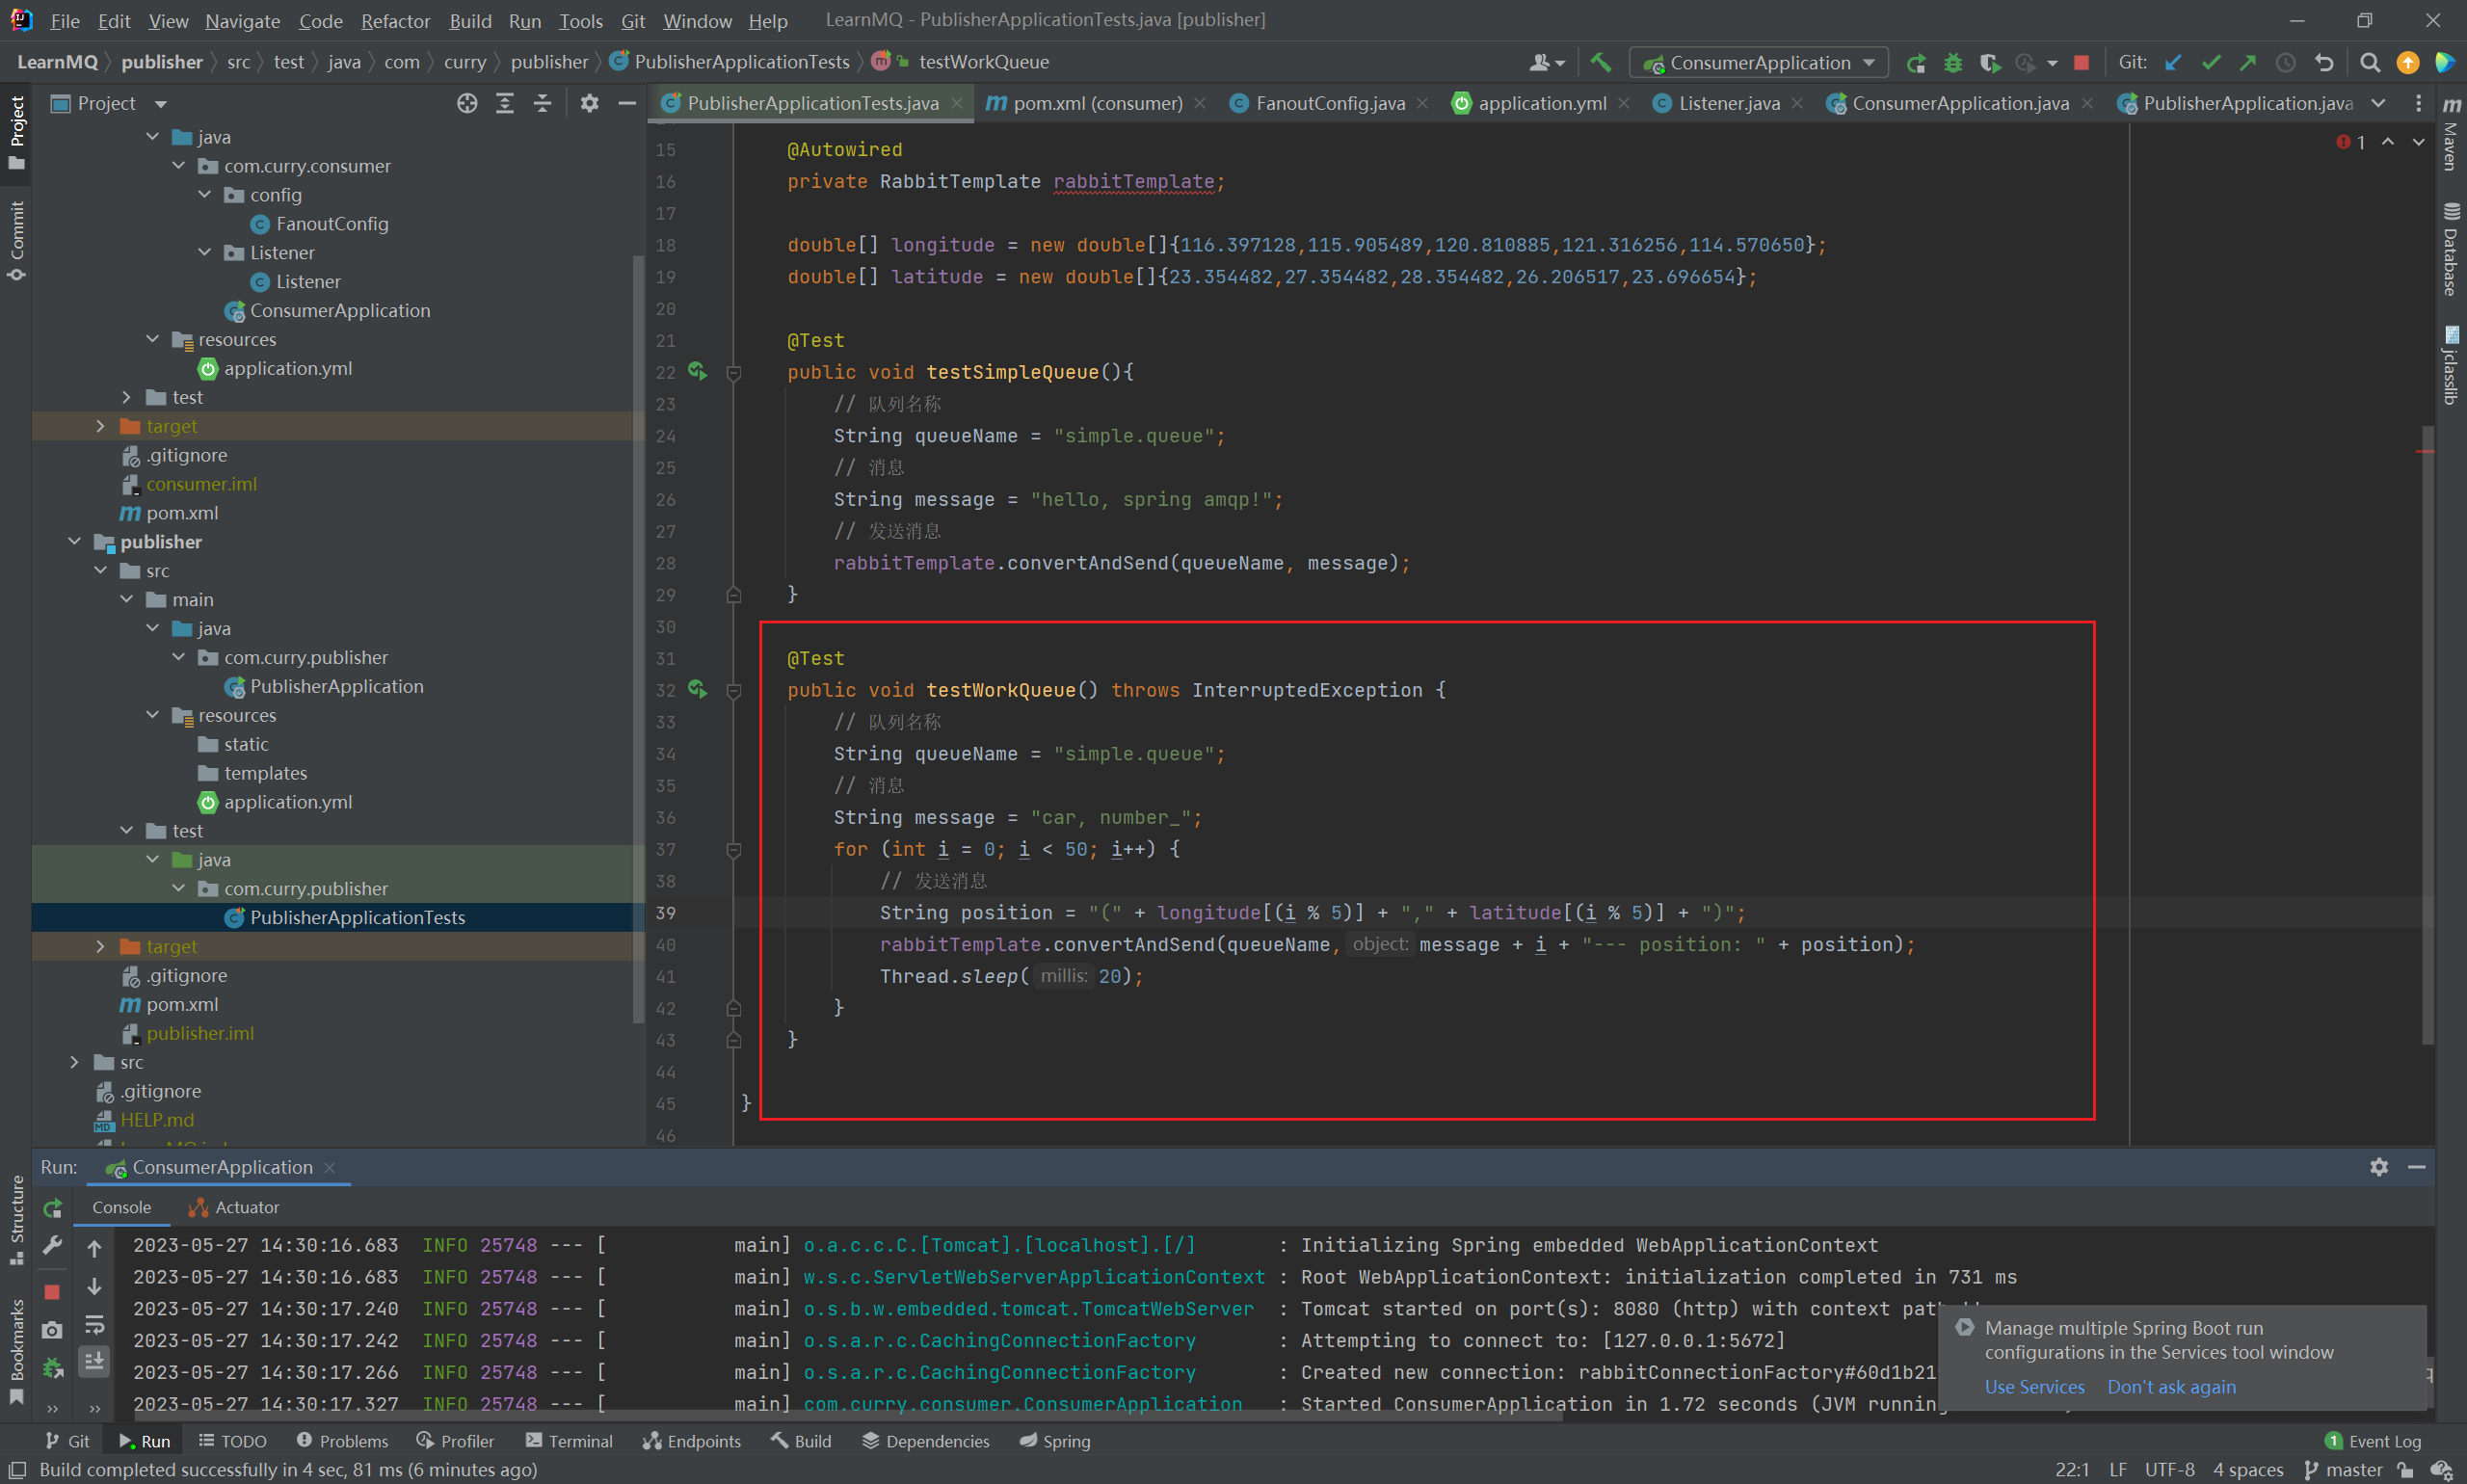 File Edit View Navigate Code Refactor Build Run Tools Git Window Help LearnMQ - PublisherApplicationTests.java [publisher]
LearnMQ publisher src test java com curry publisher PublisherApplicationTests testWorkQueue ConsumerApplication Git:
Project
PublisherApplicationTests.java pom.xml (consumer) FanoutConfig.java application.yml Listener.java ConsumerApplication.java PublisherApplication.java
Project
Commit
Structure
Bookmarks
java
com.curry.consumer
config
FanoutConfig
Listener
Listener
ConsumerApplication
resources
application.yml
test
target
.gitignore
consumer.iml
pom.xml
publisher
src
main
java
com.curry.publisher
PublisherApplication
resources
static
templates
application.yml
test
java
com.curry.publisher
PublisherApplicationTests
target
.gitignore
pom.xml
publisher.iml
src
.gitignore
HELP.md
1
15 @Autowired
16 private RabbitTemplate rabbitTemplate;
17
18 double[] longitude = new double[]{116.397128,115.905489,120.810885,121.316256,114.570650};
19 double[] latitude = new double[]{23.354482,27.354482,28.354482,26.206517,23.696654};
20
21 @Test
22 public void testSimpleQueue(){
23 // 队列名称
24 String queueName = "simple.queue";
25 // 消息
26 String message = "hello, spring amqp!";
27 // 发送消息
28 rabbitTemplate.convertAndSend(queueName, message);
29 }
30
31 @Test
32 public void testWorkQueue() throws InterruptedException {
33 // 队列名称
34 String queueName = "simple.queue";
35 // 消息
36 String message = "car, number_";
37 for (int i = 0; i < 50; i++) {
38 // 发送消息
39 String position = "(" + longitude[(i % 5)] + "," + latitude[(i % 5)] + ")";
40 rabbitTemplate.convertAndSend(queueName, object: message + i + "--- position: " + position);
41 Thread.sleep( millis: 20);
42 }
43 }
44
45 }
46
Maven
Database
jclasslib
Run: ConsumerApplication
Console Actuator
2023-05-27 14:30:16.683 INFO 25748 --- [ main] o.a.c.c.C.[Tomcat].[localhost].[/] : Initializing Spring embedded WebApplicationContext
2023-05-27 14:30:16.683 INFO 25748 --- [ main] w.s.c.ServletWebServerApplicationContext : Root WebApplicationContext: initialization completed in 731 ms
2023-05-27 14:30:17.240 INFO 25748 --- [ main] o.s.b.w.embedded.tomcat.TomcatWebServer : Tomcat started on port(s): 8080 (http) with context path ''
2023-05-27 14:30:17.242 INFO 25748 --- [ main] o.s.a.r.c.CachingConnectionFactory : Attempting to connect to: [127.0.0.1:5672]
2023-05-27 14:30:17.266 INFO 25748 --- [ main] o.s.a.r.c.CachingConnectionFactory : Created new connection: rabbitConnectionFactory#60d1b21
2023-05-27 14:30:17.327 INFO 25748 --- [ main] com.curry.consumer.ConsumerApplication : Started ConsumerApplication in 1.72 seconds (JVM running
Manage multiple Spring Boot run
configurations in the Services tool window
Use Services Don't ask again
Git Run TODO Problems Profiler Terminal Endpoints Build Dependencies Spring 1 Event Log
Build completed successfully in 4 sec, 81 ms (6 minutes ago) 22:1 LF UTF-8 4 spaces master